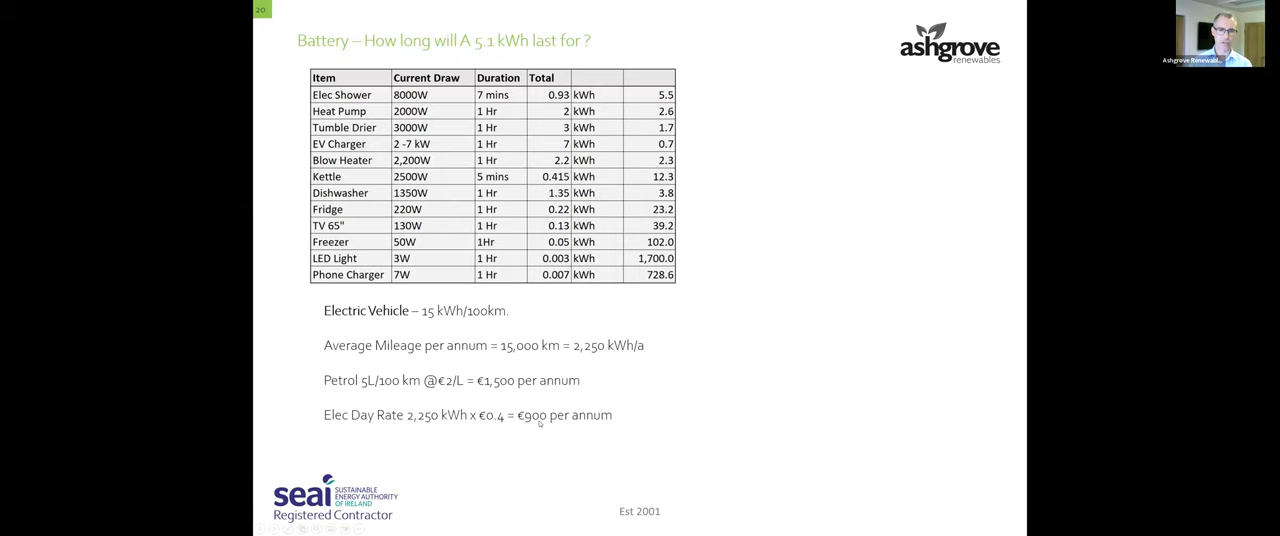 20
Battery – How long will A 5.1 kWh last for ?
ashgrove
renewables
Ashgrove Renewabl...
Item Current Draw Duration Total
Elec Shower 8000W 7 mins 0.93 kWh 5.5
Heat Pump 2000W 1 Hr 2 kWh 2.6
Tumble Drier 3000W 1 Hr 3 kWh 1.7
EV Charger 2 -7 kW 1 Hr 7 kWh 0.7
Blow Heater 2,200W 1 Hr 2.2 kWh 2.3
Kettle 2500W 5 mins 0.415 kWh 12.3
Dishwasher 1350W 1 Hr 1.35 kWh 3.8
Fridge 220W 1 Hr 0.22 kWh 23.2
TV 65" 130W 1 Hr 0.13 kWh 39.2
Freezer 50W 1Hr 0.05 kWh 102.0
LED Light 3W 1 Hr 0.003 kWh 1,700.0
Phone Charger 7W 1 Hr 0.007 kWh 728.6
Electric Vehicle – 15 kWh/100km.
Average Mileage per annum = 15,000 km = 2,250 kWh/a
Petrol 5L/100 km @€2/L = €1,500 per annum
Elec Day Rate 2,250 kWh x €0.4 = €900 per annum
seai SUSTAINABLE
ENERGY AUTHORITY
OF IRELAND
Registered Contractor
Est 2001